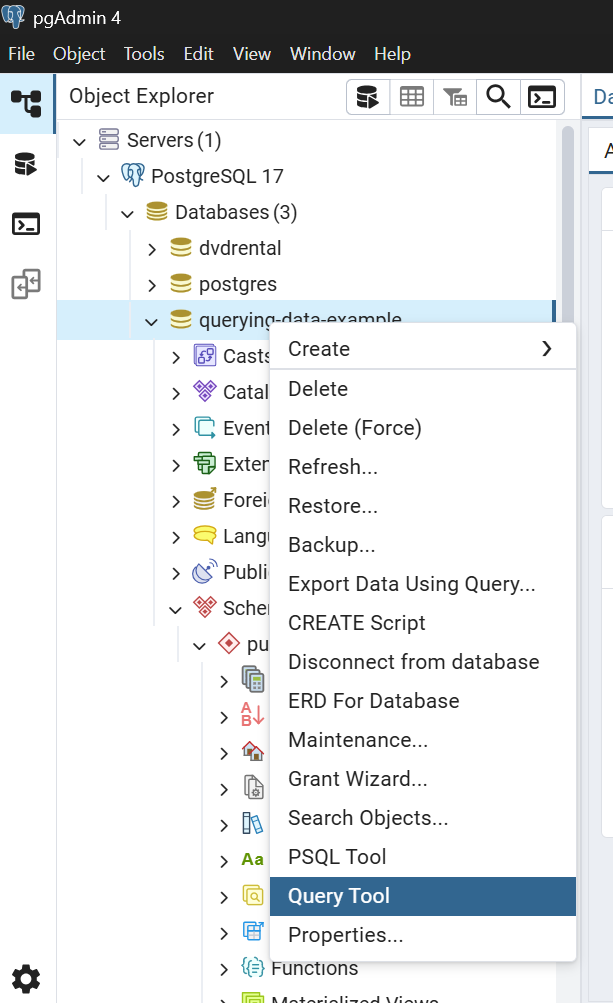 pgAdmin 4
File Object Tools Edit View Window Help
Object Explorer
Servers (1)
PostgreSQL 17
Databases (3)
dvdrental
postgres
querying-data-example
Create
Delete
Delete (Force)
Refresh...
Restore...
Backup...
Export Data Using Query...
CREATE Script
Disconnect from database
ERD For Database
Maintenance...
Grant Wizard...
Search Objects...
PSQL Tool
Query Tool
Properties...
Casts
Catal
Event
Exten
Forei
Langu
Publi
Schem
pu
Aa
Functions
Materialized Views